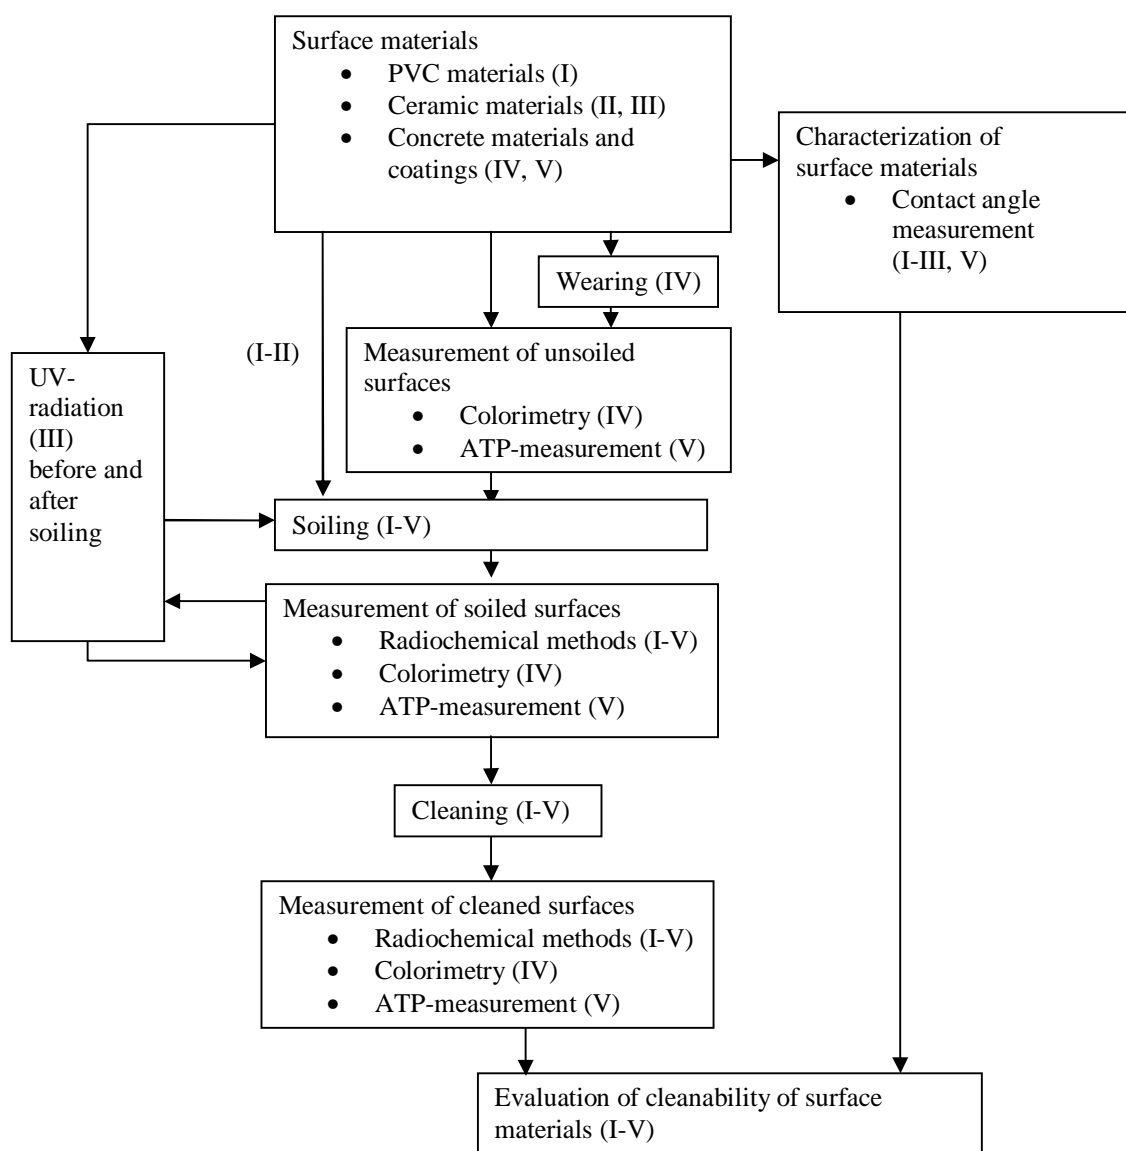 Surface materials
• PVC materials (I)
• Ceramic materials (II, III)
• Concrete materials and
coatings (IV, V)
Characterization of
surface materials
• Contact angle
measurement
(I-III, V)
Wearing (IV)
(I-II)
Measurement of unsoiled
surfaces
• Colorimetry (IV)
• ATP-measurement (V)
UV-
radiation
(III)
before and
after
soiling
Soiling (I-V)
Measurement of soiled surfaces
• Radiochemical methods (I-V)
• Colorimetry (IV)
• ATP-measurement (V)
Cleaning (I-V)
Measurement of cleaned surfaces
• Radiochemical methods (I-V)
• Colorimetry (IV)
• ATP-measurement (V)
Evaluation of cleanability of surface
materials (I-V)